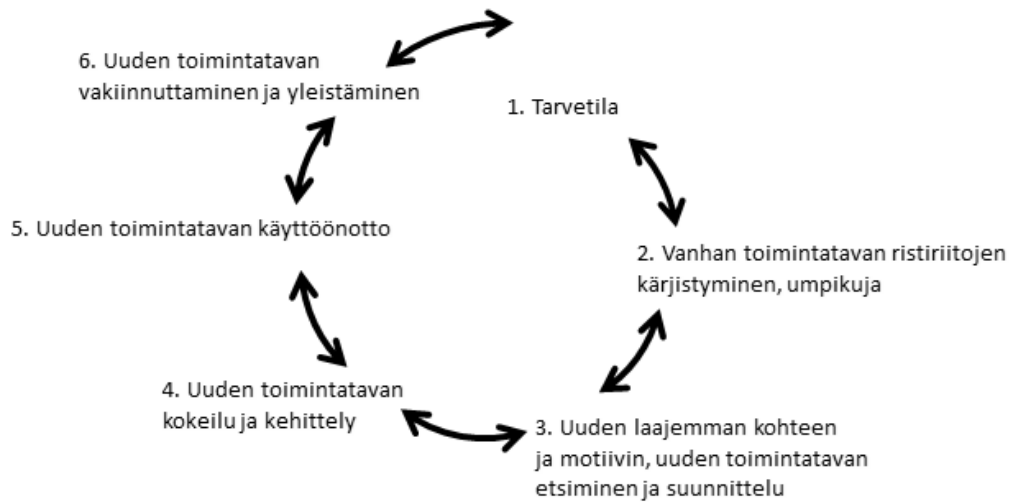 6. Uuden toimintatavan
vakiinnuttaminen ja yleistäminen
1. Tarvetila
5. Uuden toimintatavan käyttöönotto
2. Vanhan toimintatavan ristiriitojen
kärjistyminen, umpikuja
4. Uuden toimintatavan
kokeilu ja kehittely
3. Uuden laajemman kohteen
ja motiivin, uuden toimintatavan
etsiminen ja suunnittelu